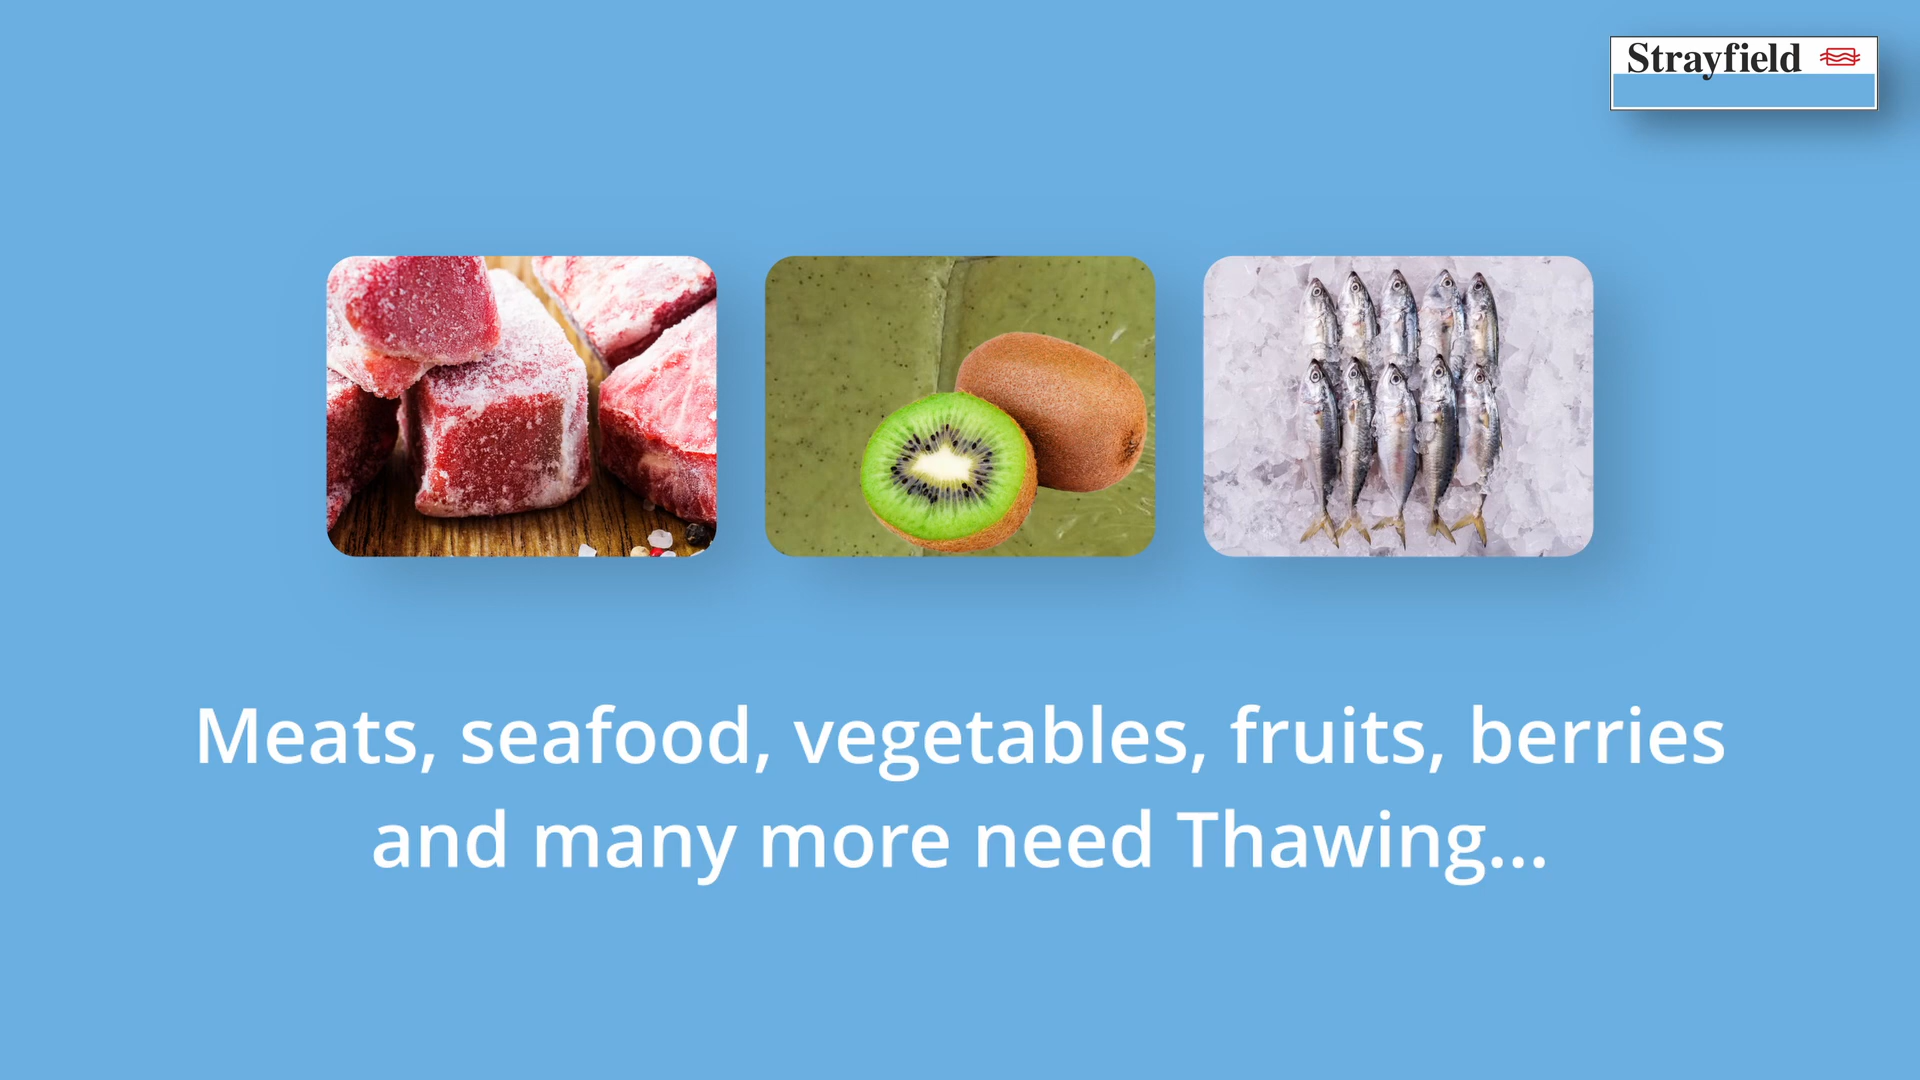 Strayfield
Meats, seafood, vegetables, fruits, berries
and many more need Thawing...